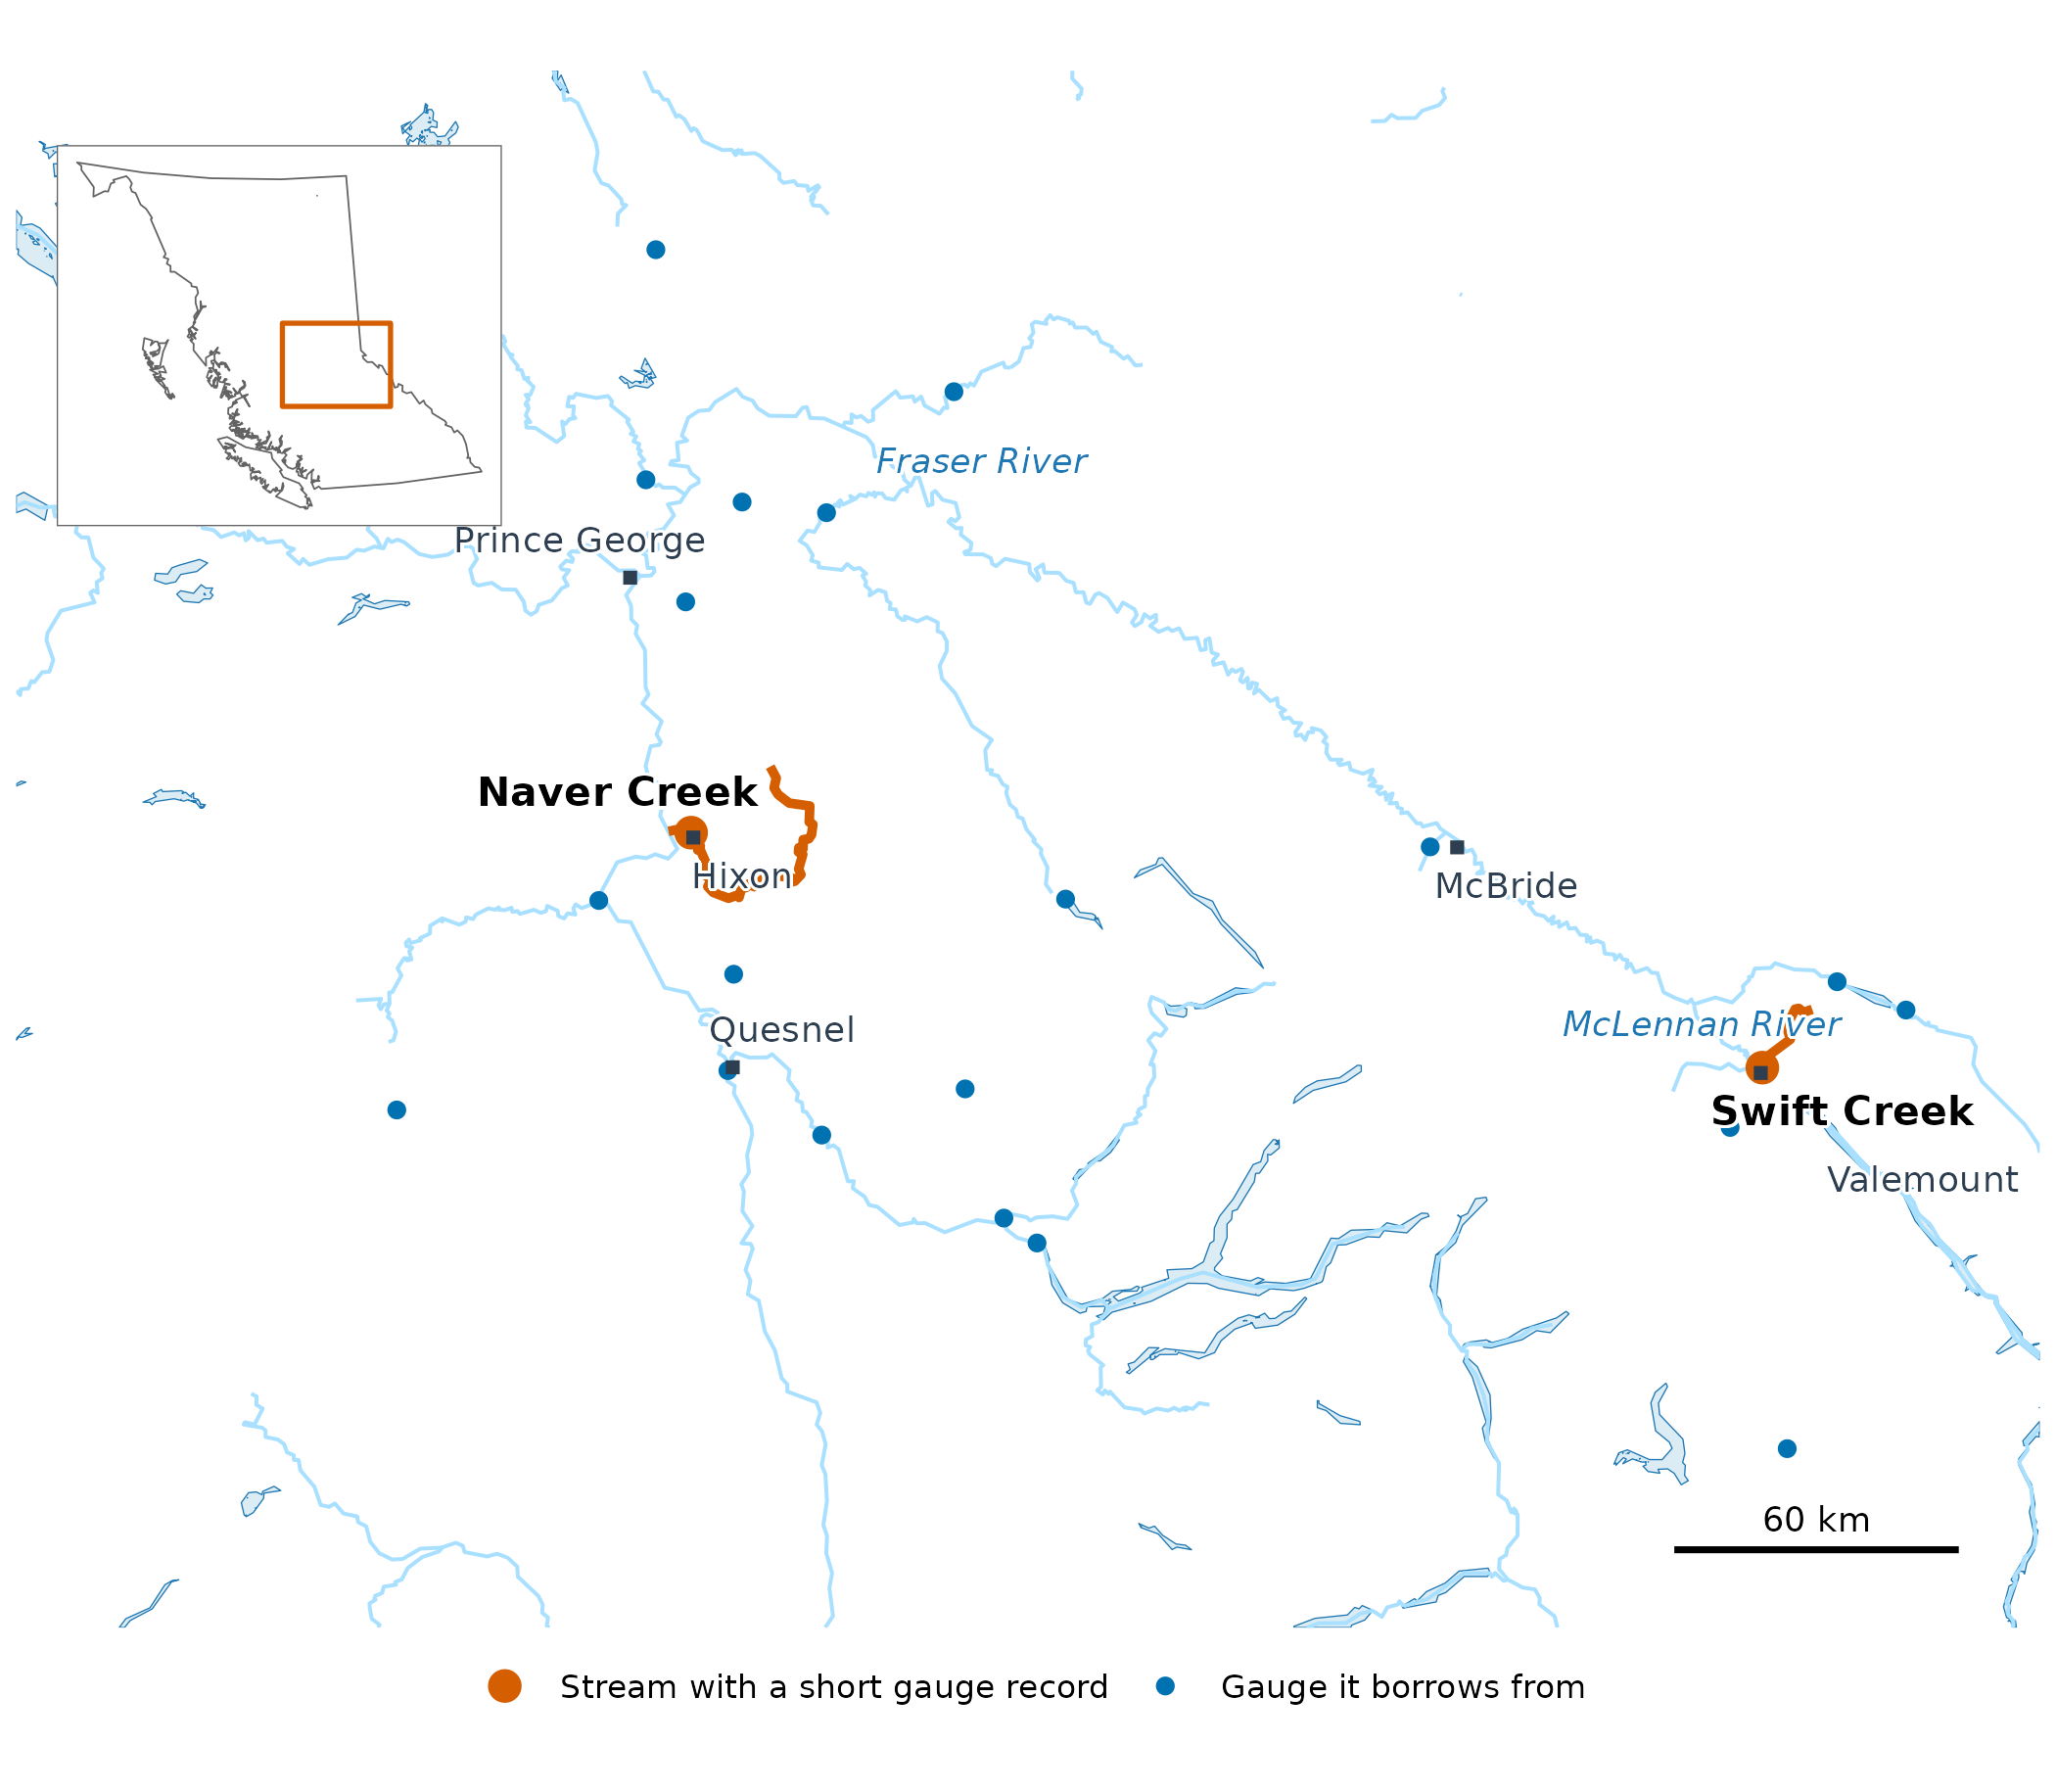 Fraser River
Prince George
Naver Creek
Hixon
McBride
McLennan River
Quesnel
Swift Creek
Valemount
60 km
Stream with a short gauge record
Gauge it borrows from